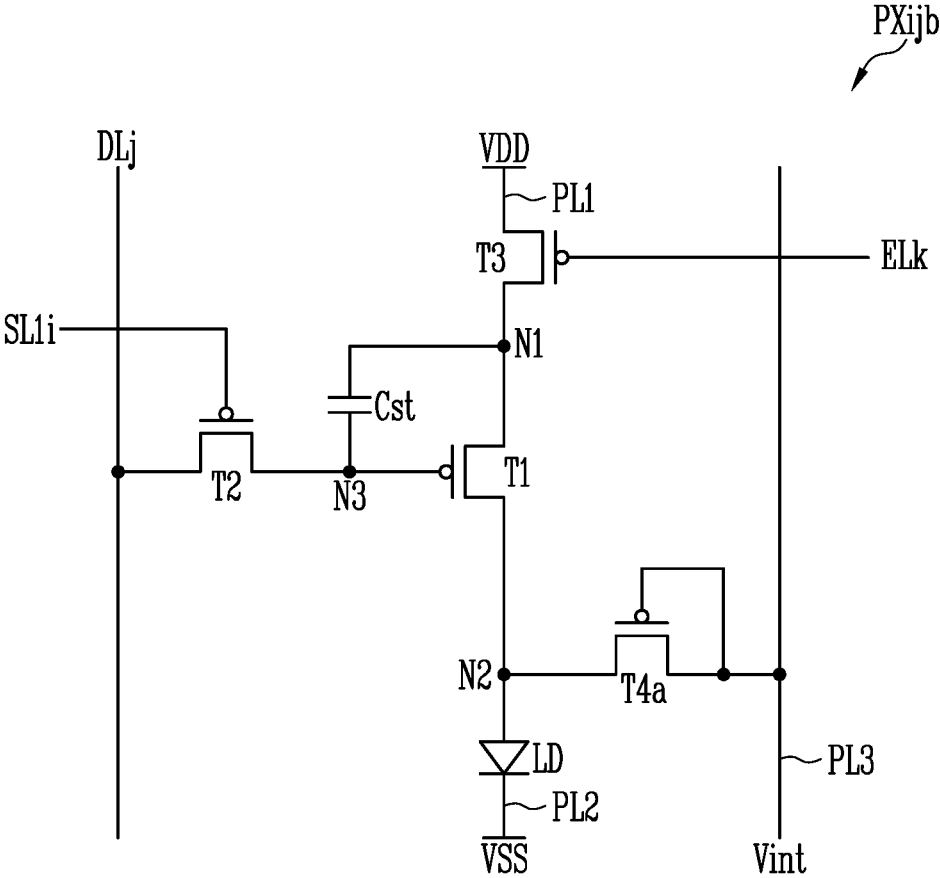 PXijb
DLj
VDD
PL1
T3
ELk
SL1i
N1
Cst
T2
N3
T1
N2
T4a
LD
PL3
PL2
VSS
Vint